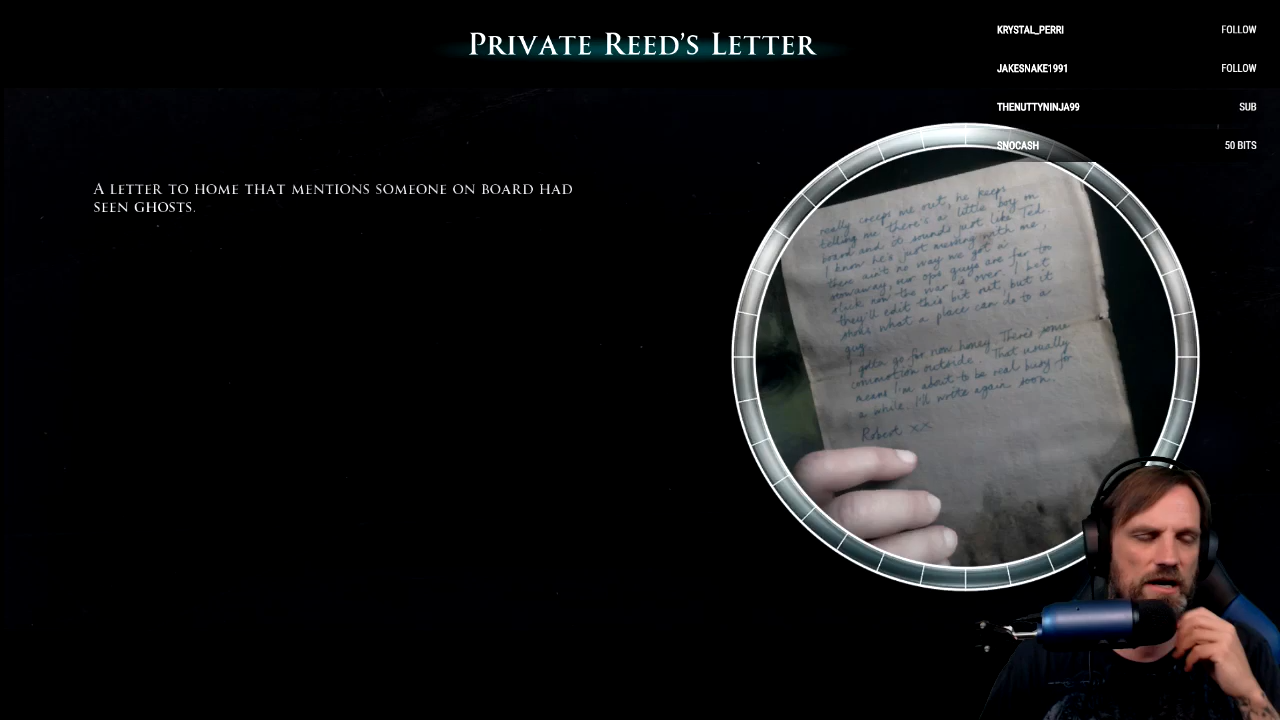 PRIVATE REED'S LETTER
KRYSTAL_PERRI FOLLOW
JAKESNAKE1991 FOLLOW
THENUTTYNINJA99 SUB
SNOCASH 50 BITS
A LETTER TO HOME THAT MENTIONS SOMEONE ON BOARD HAD
SEEN GHOSTS.
really creeps me out, he keeps
telling me there's a little boy on
board and it sounds just like Ted.
I know he's just messing with me,
there ain't no way we got a
stowaway, our ops guys are far to
slack now the war is over. I bet
they'll edit this bit out, but it
shows what a place can do to a
guy.
I gotta go for now honey. There's some
commotion outside. That usually
means I'm about to be real busy for
a while. I'll write again soon.
Robert xx